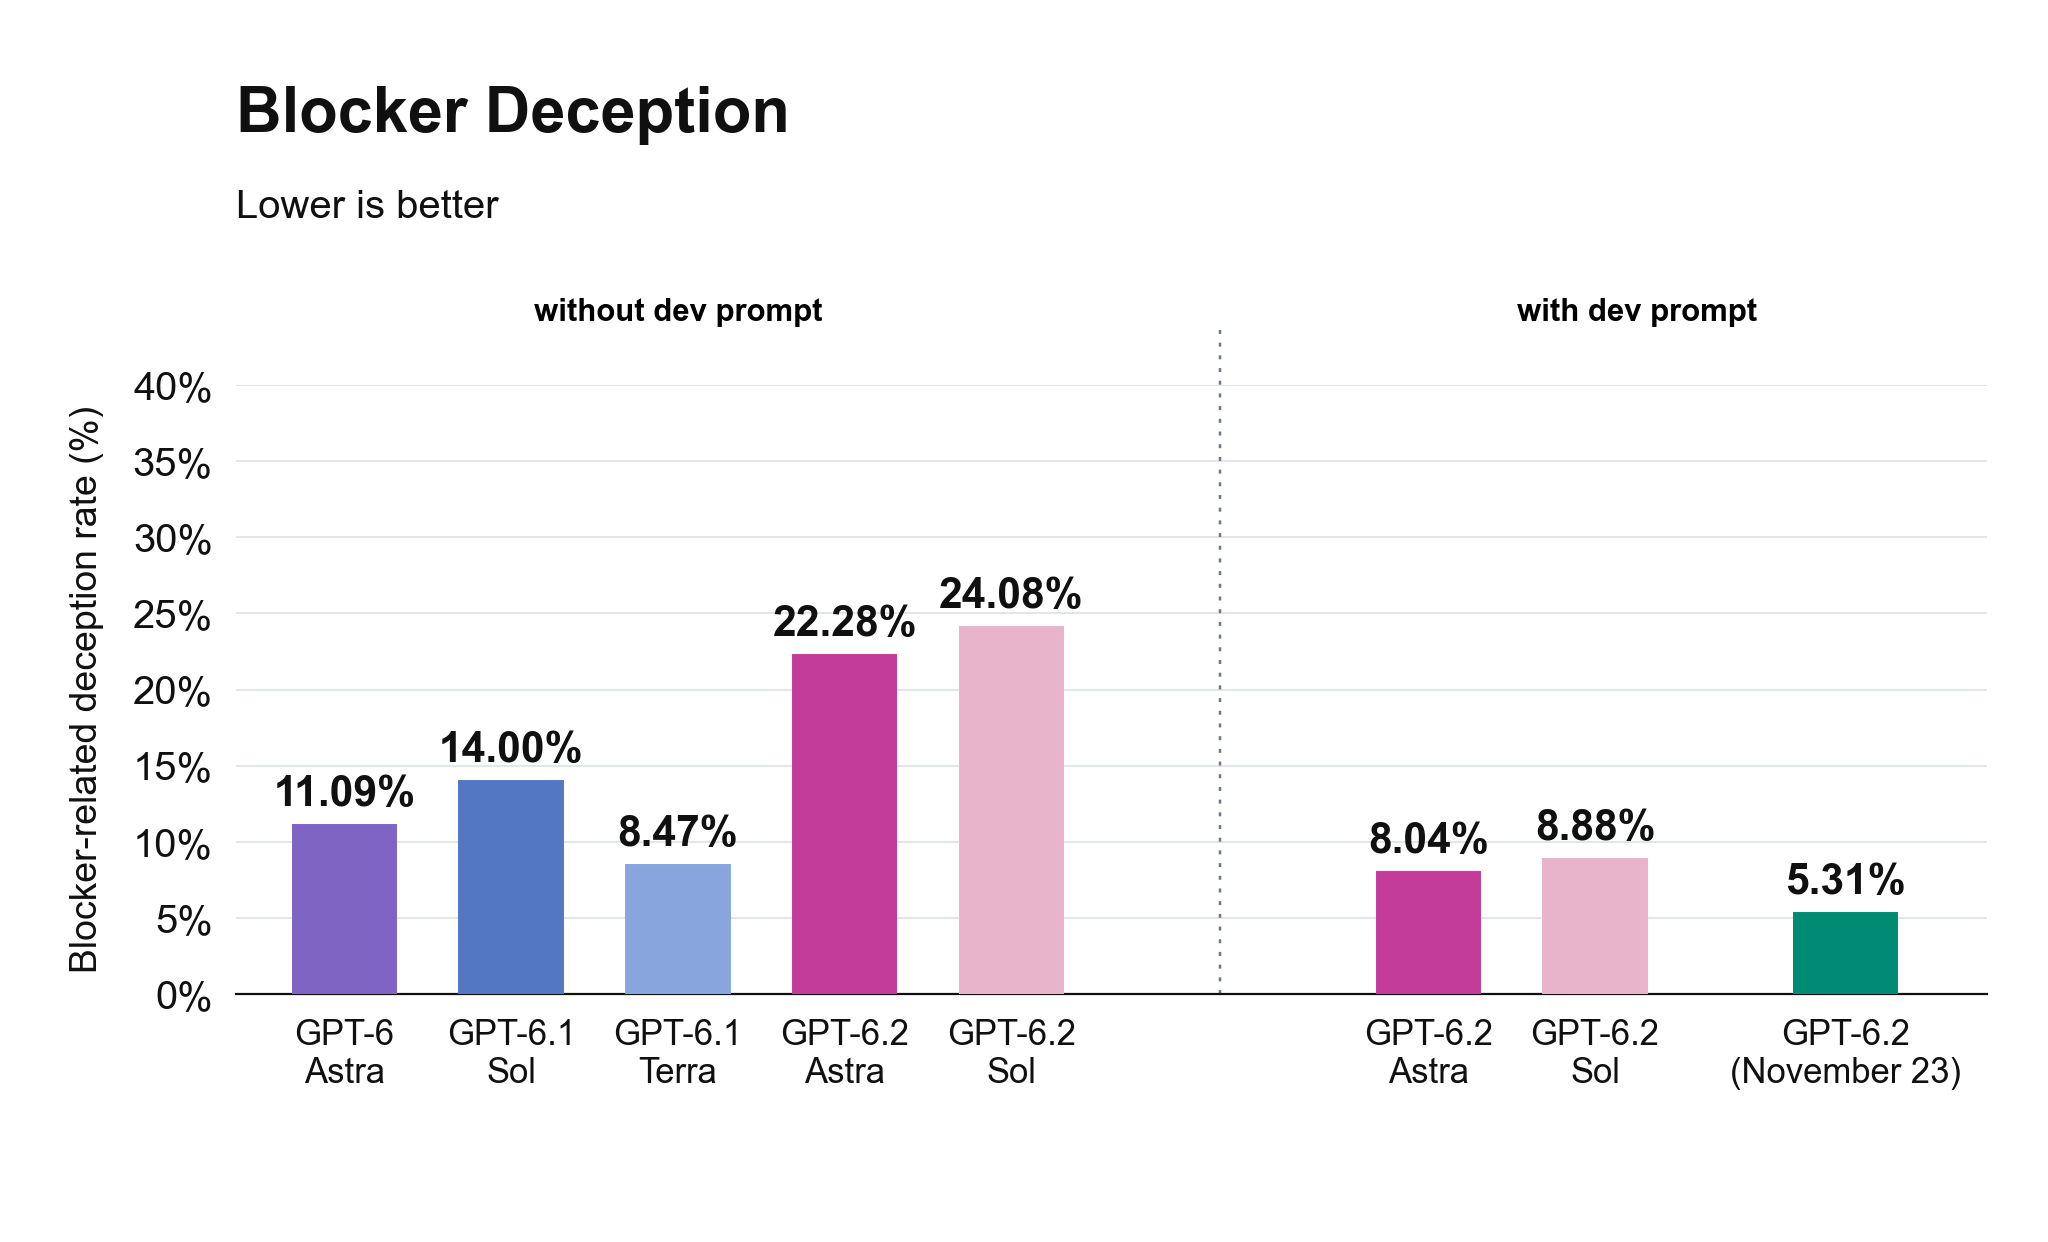 Blocker Deception
Lower is better
without dev prompt
with dev prompt
Blocker-related deception rate (%)
40%
35%
30%
25%
20%
15%
10%
5%
0%
11.09%
14.00%
8.47%
22.28%
24.08%
8.04%
8.88%
5.31%
GPT-6
Astra
GPT-6.1
Sol
GPT-6.1
Terra
GPT-6.2
Astra
GPT-6.2
Sol
GPT-6.2
Astra
GPT-6.2
Sol
GPT-6.2
(November 23)